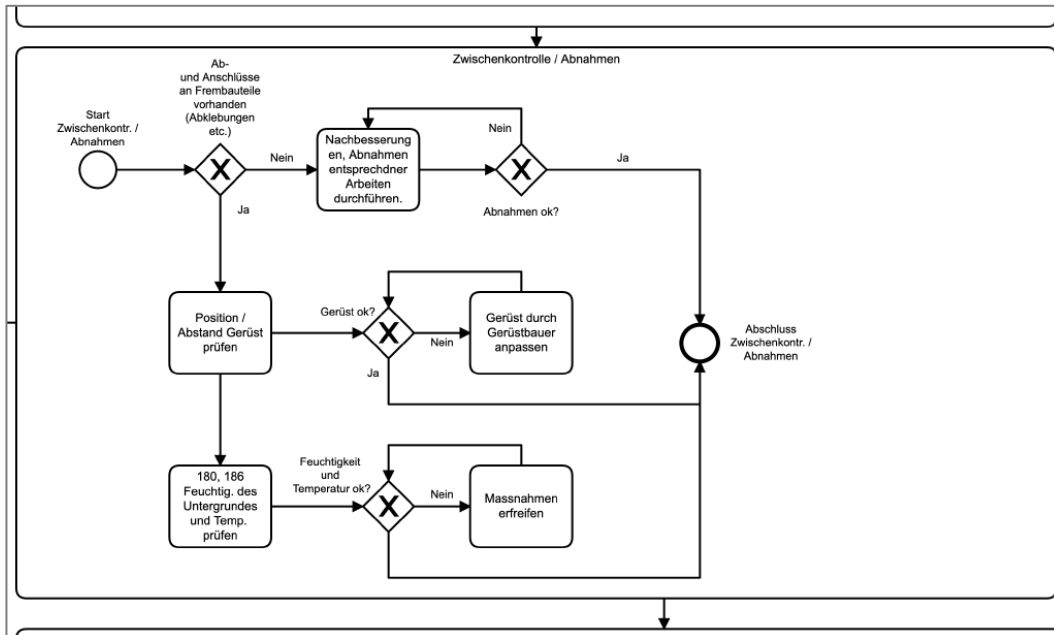 Zwischenkontrolle / Abnahmen
Ab-
und Anschlüsse
an Frembauteile
vorhanden
(Abklebungen
etc.)
Start
Zwischenkontr. /
Abnahmen
X
Nein
Nachbesserung
en, Abnahmen
entsprechdner
Arbeiten
durchführen.
Nein
X
Ja
Abnahmen ok?
Ja
Position /
Abstand Gerüst
prüfen
Gerüst ok?
X
Nein
Ja
Gerüst durch
Gerüstbauer
anpassen
Abschluss
Zwischenkontr. /
Abnahmen
180, 186
Feuchtig. des
Untergrundes
und Temp.
prüfen
Feuchtigkeit
und
Temperatur ok?
X
Nein
Massnahmen
erfreifen